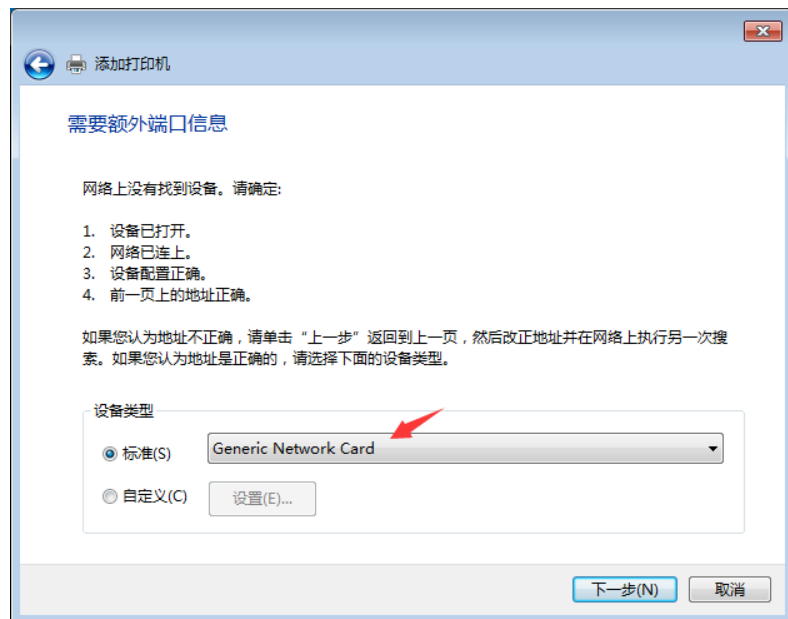 添加打印机
需要额外端口信息
网络上没有找到设备。请确定:
1. 设备已打开。
2. 网络已连上。
3. 设备配置正确。
4. 前一页上的地址正确。
如果您认为地址不正确，请单击“上一步”返回到上一页，然后改正地址并在网络上执行另一次搜
索。如果您认为地址是正确的，请选择下面的设备类型。
设备类型
标准(S) Generic Network Card
自定义(C) 设置(E)...
下一步(N) 取消